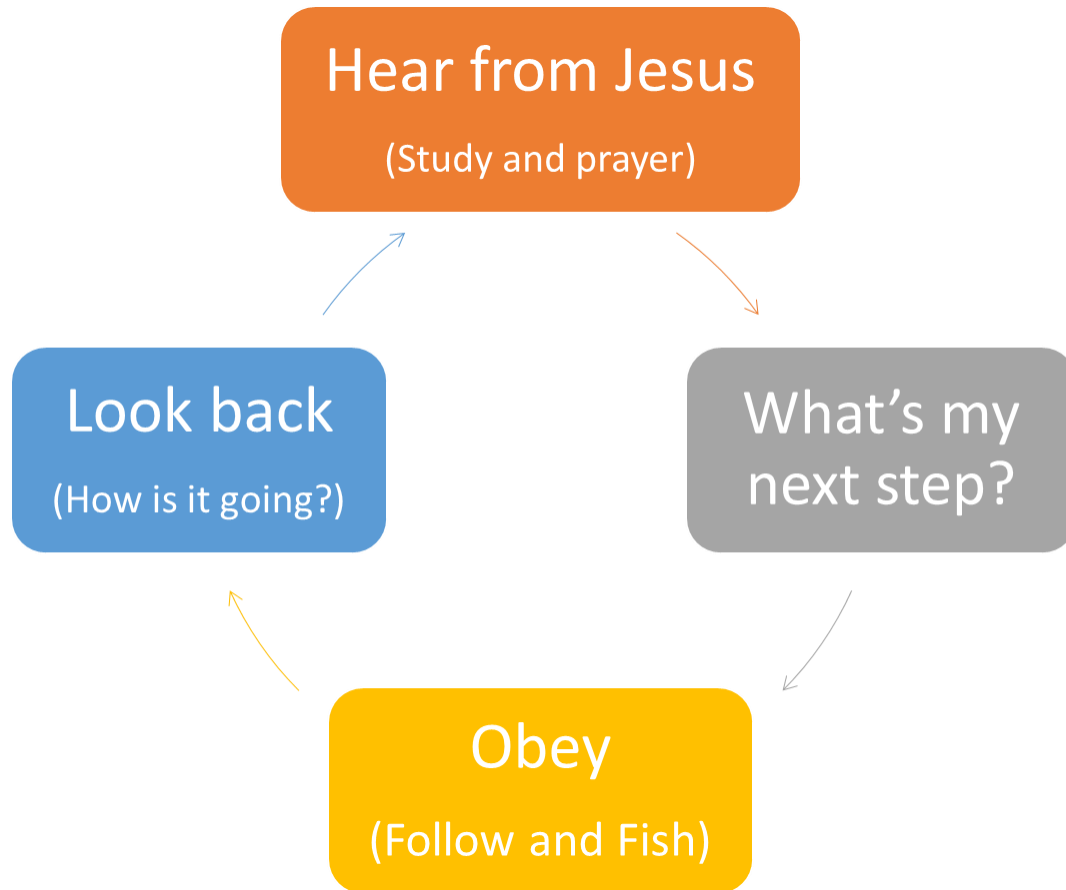 Hear from Jesus
(Study and prayer)
What’s my
next step?
Obey
(Follow and Fish)
Look back
(How is it going?)